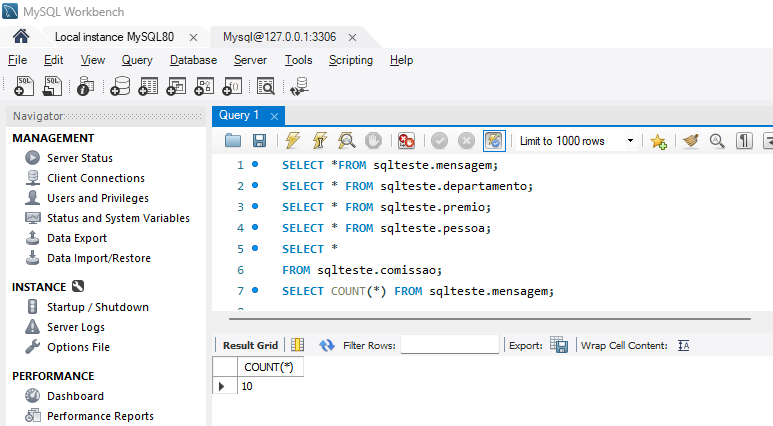 MySQL Workbench
Local instance MySQL80 × Mysql@127.0.0.1:3306 ×
File Edit View Query Database Server Tools Scripting Help
SQL SQL
Navigator
MANAGEMENT
Server Status
Client Connections
Users and Privileges
Status and System Variables
Data Export
Data Import/Restore
INSTANCE
Startup / Shutdown
Server Logs
Options File
PERFORMANCE
Dashboard
Performance Reports
Query 1 ×
Limit to 1000 rows
1 SELECT *FROM sqlteste.mensagem;
2 SELECT * FROM sqlteste.departamento;
3 SELECT * FROM sqlteste.premio;
4 SELECT * FROM sqlteste.pessoa;
5 SELECT *
6 FROM sqlteste.comissao;
7 SELECT COUNT(*) FROM sqlteste.mensagem;
Result Grid Filter Rows: Export: Wrap Cell Content: IA
COUNT(*)
10